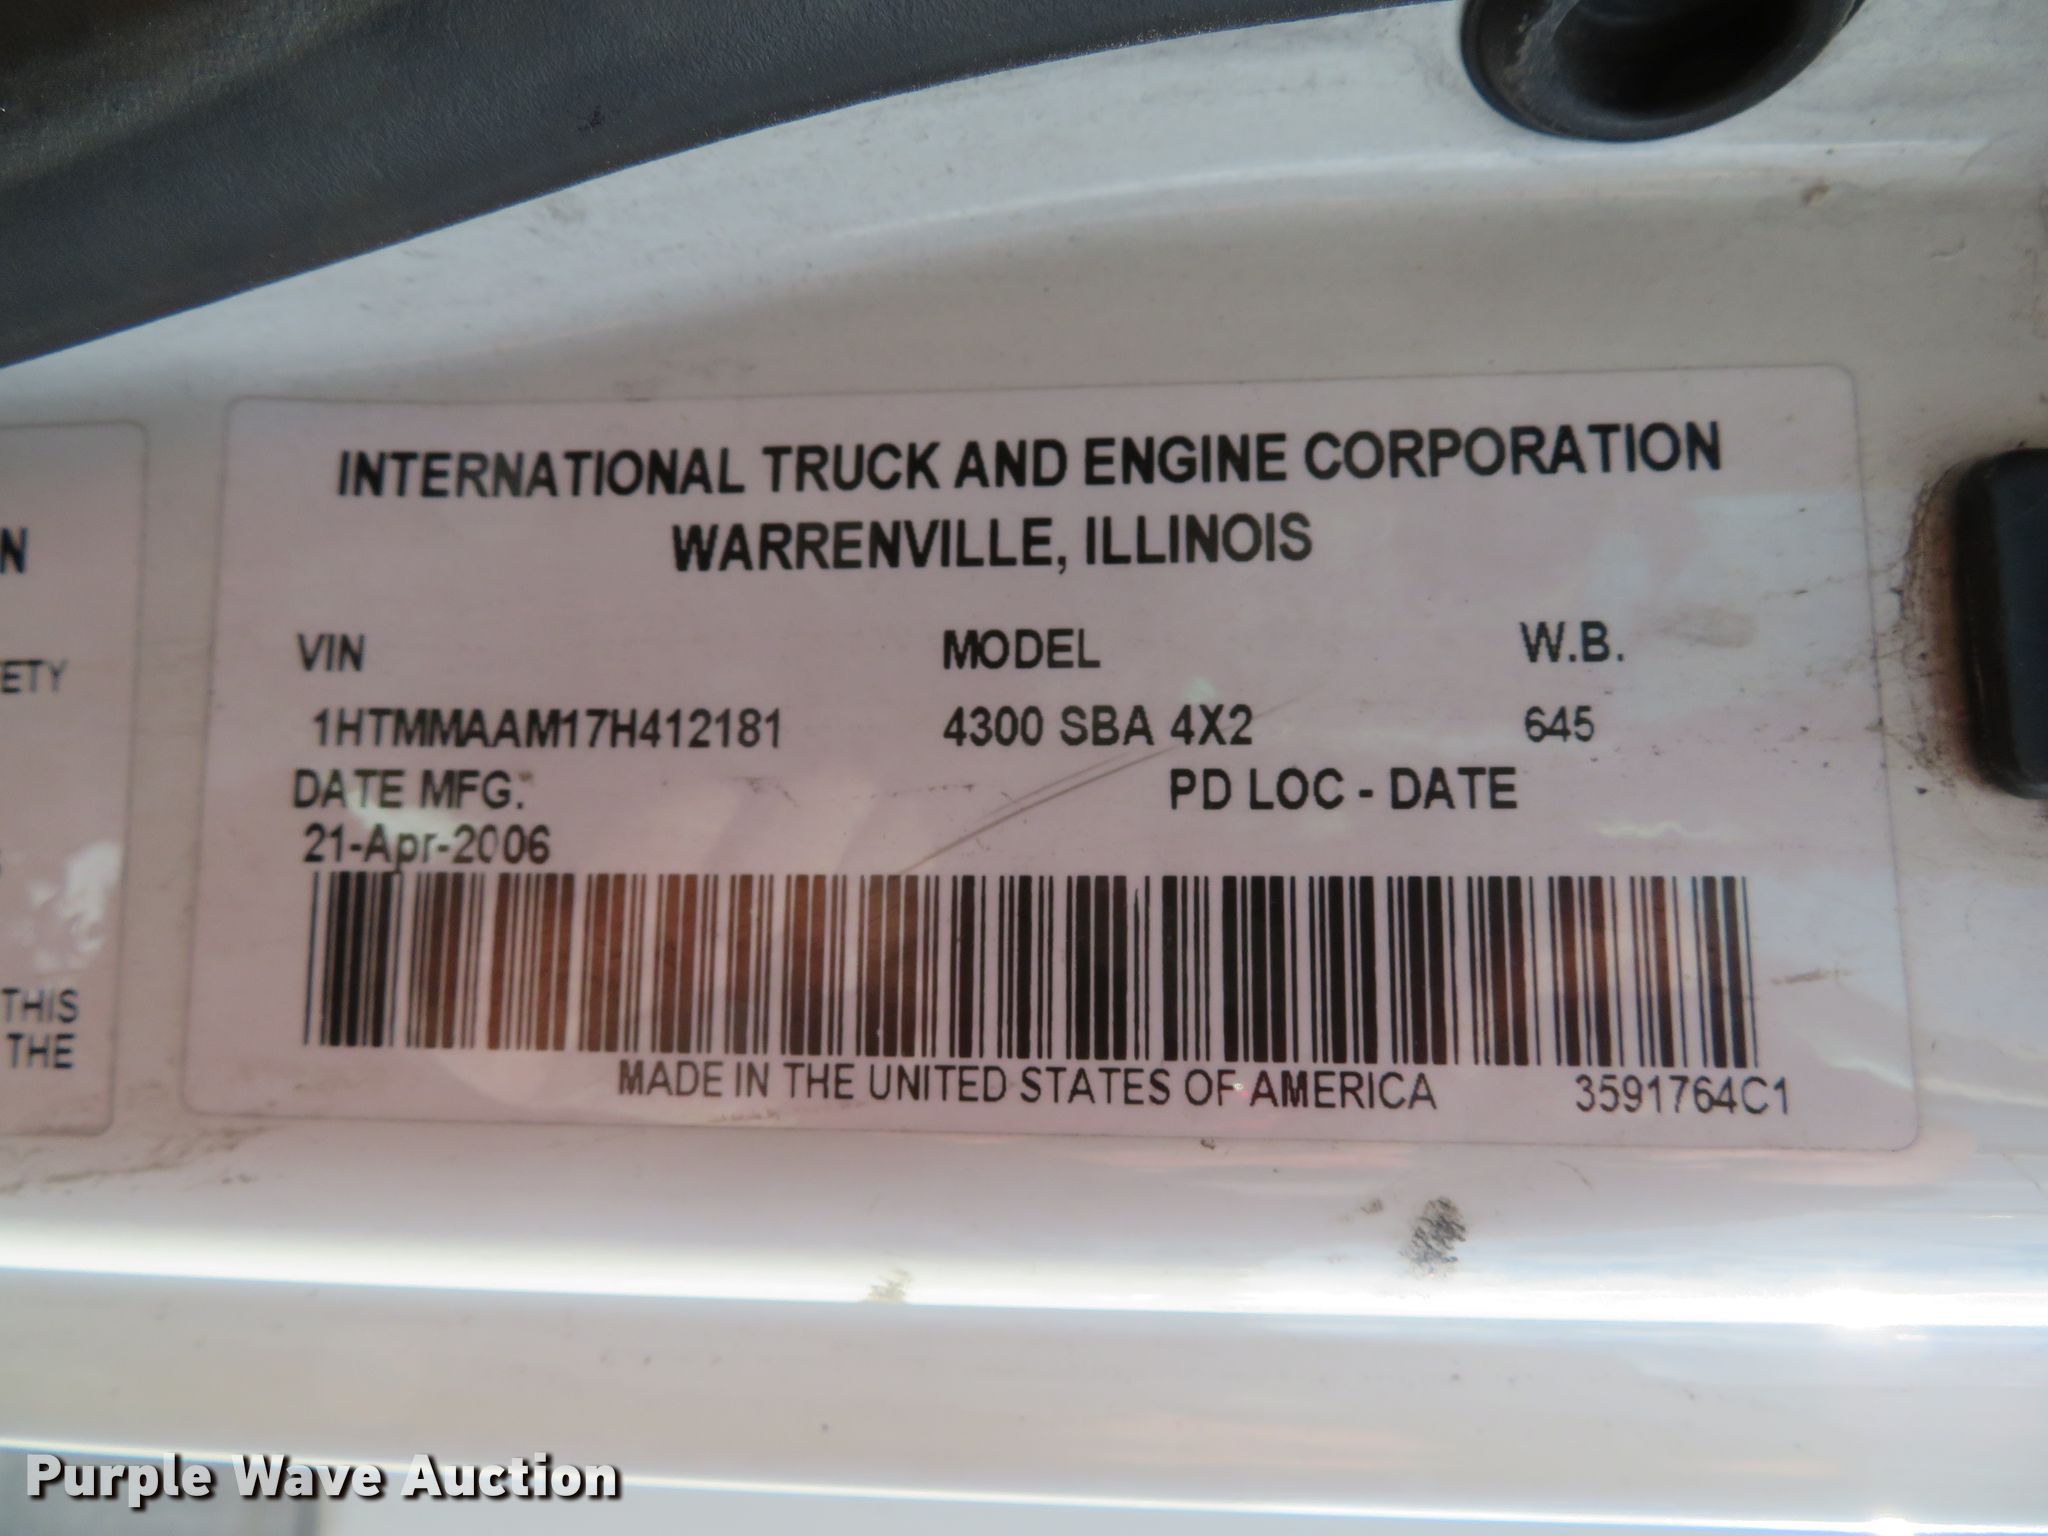 INTERNATIONAL TRUCK AND ENGINE CORPORATION
WARRENVILLE, ILLINOIS
VIN MODEL W.B.
1HTMMAAM17H412181 4300 SBA 4X2 645
DATE MFG. PD LOC - DATE
21-Apr-2006
MADE IN THE UNITED STATES OF AMERICA 3591764C1
N
ETY
THIS
THE
Purple Wave Auction